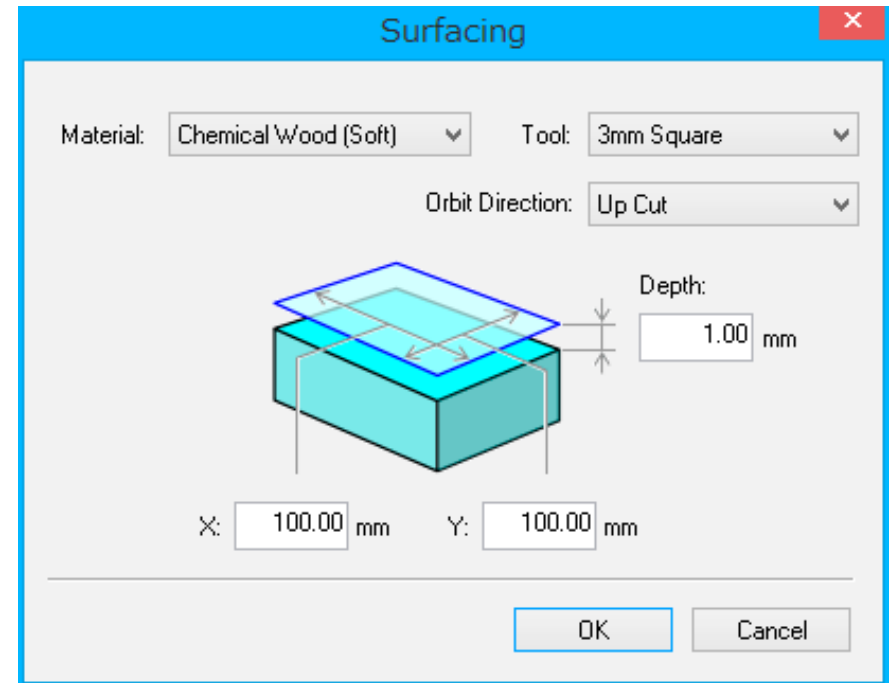 Surfacing
Material: Chemical Wood (Soft) Tool: 3mm Square
Orbit Direction: Up Cut
Depth:
1.00 mm
X: 100.00 mm Y: 100.00 mm
OK Cancel